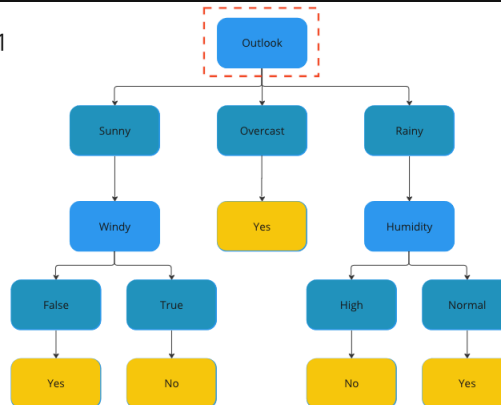 1
Outlook
Sunny
Overcast
Rainy
Windy
Yes
Humidity
False
True
High
Normal
Yes
No
No
Yes